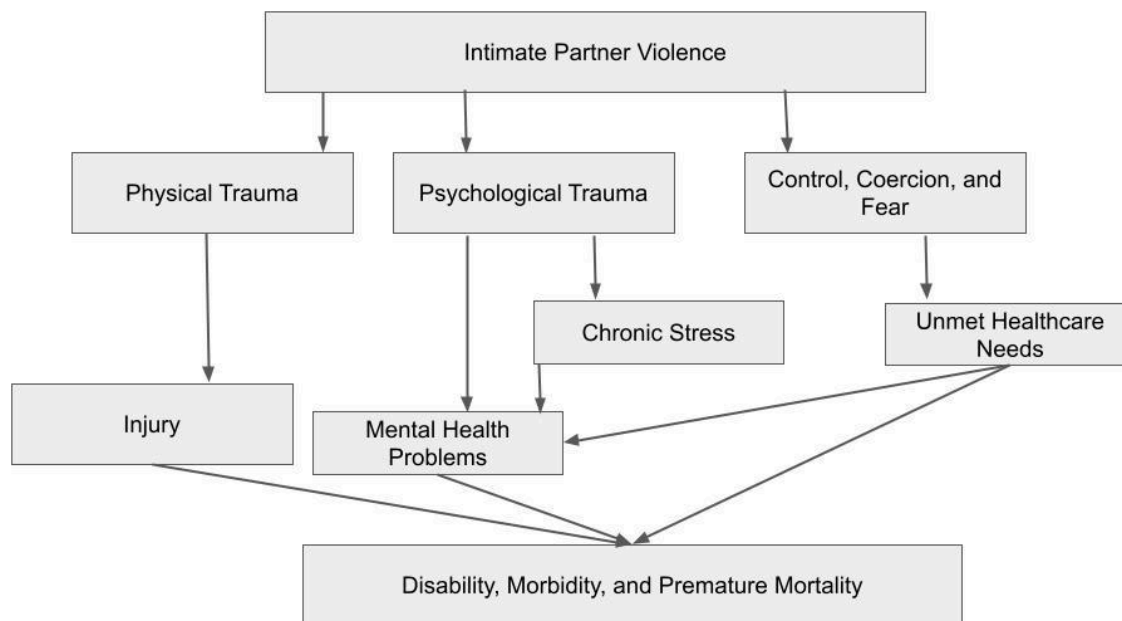 Intimate Partner Violence
Physical Trauma
Psychological Trauma
Control, Coercion, and
Fear
Chronic Stress
Unmet Healthcare
Needs
Injury
Mental Health
Problems
Disability, Morbidity, and Premature Mortality